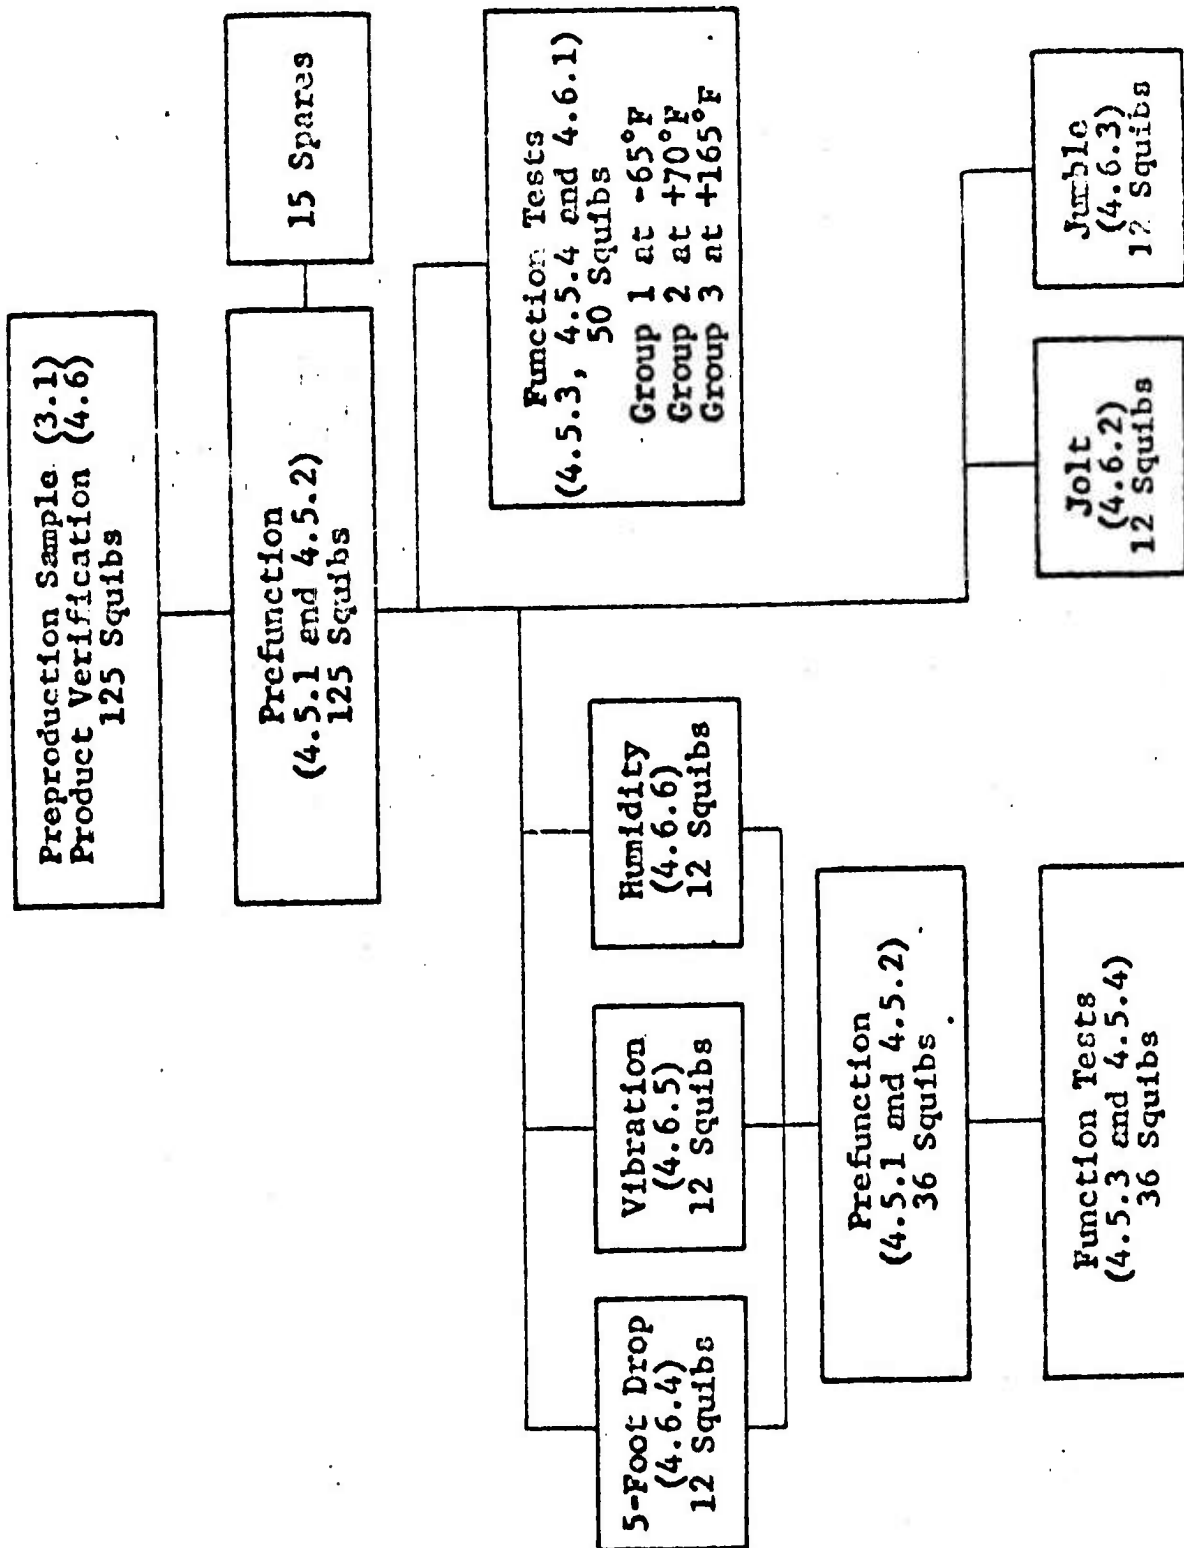 Preproduction Sample (3.1)
Product Verification (4.6)
125 Squibs
Prefunction
(4.5.1 and 4.5.2)
125 Squibs
15 Spares
Function Tests
(4.5.3, 4.5.4 and 4.6.1)
50 Squibs
Group 1 at -65°F
Group 2 at +70°F
Group 3 at +165°F
5-Foot Drop
(4.6.4)
12 Squibs
Vibration
(4.6.5)
12 Squibs
Humidity
(4.6.6)
12 Squibs
Prefunction
(4.5.1 and 4.5.2)
36 Squibs
Function Tests
(4.5.3 and 4.5.4)
36 Squibs
Jolt
(4.6.2)
12 Squibs
Jumble
(4.6.3)
12 Squibs